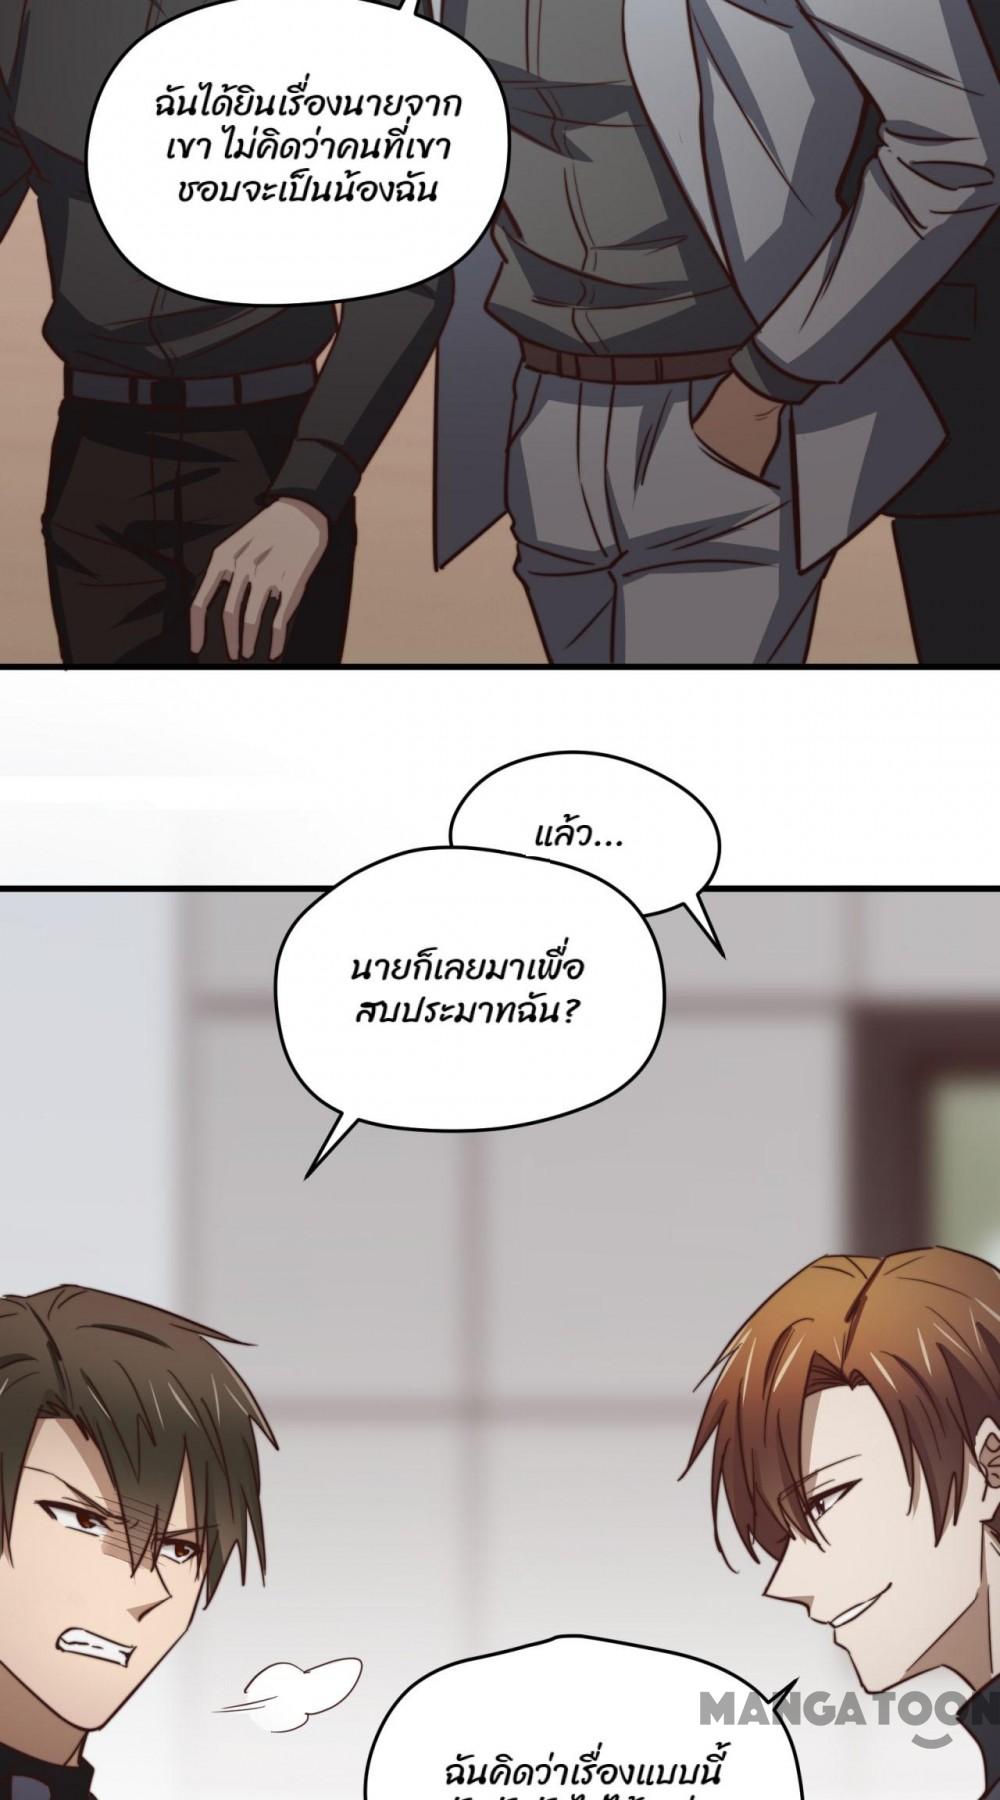 ฉันได้ยินเรื่องนายจาก
เขา ไม่คิดว่าคนที่เขา
ชอบจะเป็นน้องฉัน
แล้ว...
นายก็เลยมาเพื่อ
สบประมาทฉัน?
MANGATOON
ฉันคิดว่าเรื่องแบบนี้